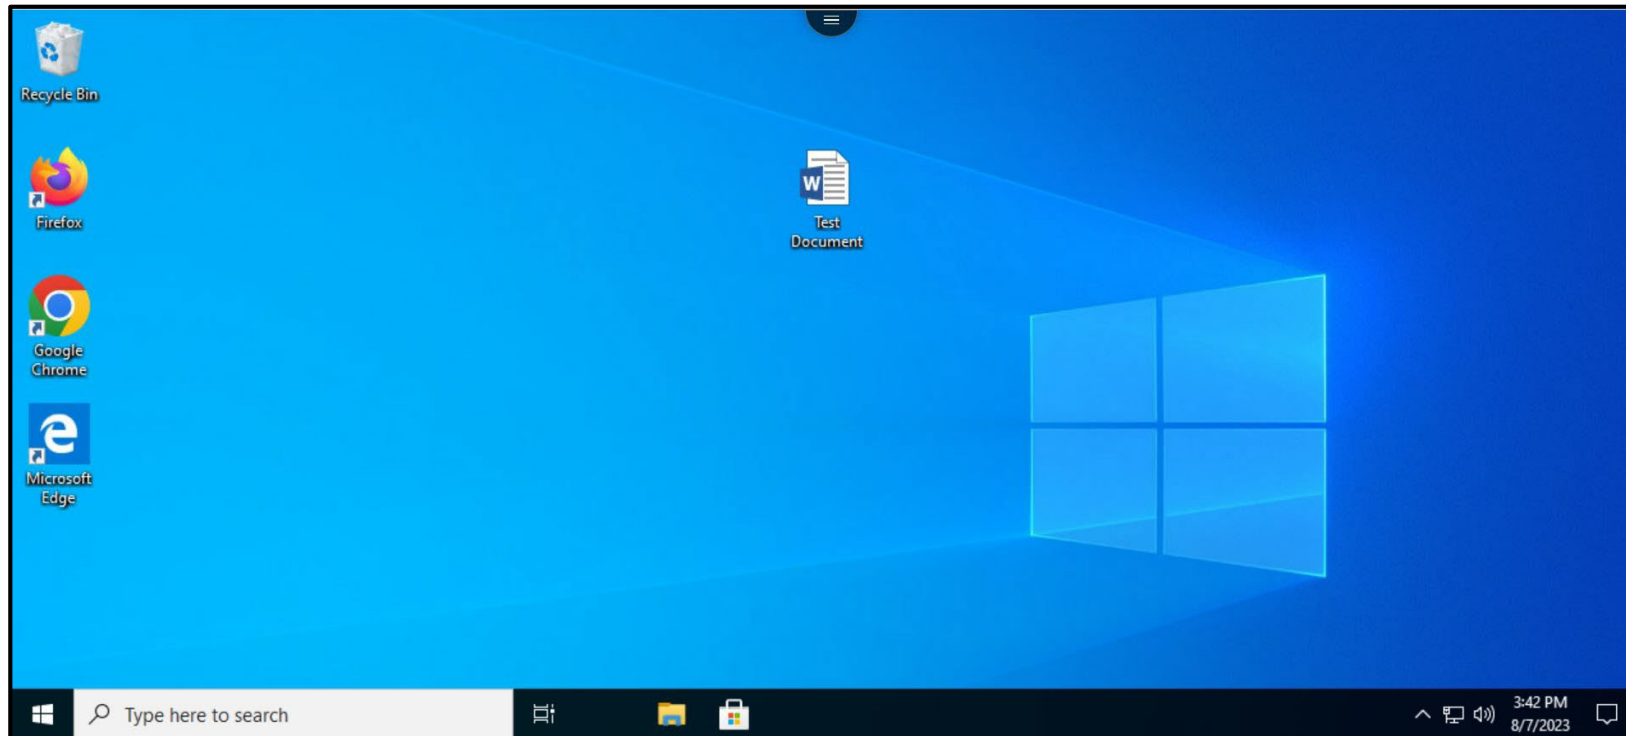 Recycle Bin
Firefox
Google
Chrome
Microsoft
Edge
W
Test
Document
Type here to search
3:42 PM
8/7/2023